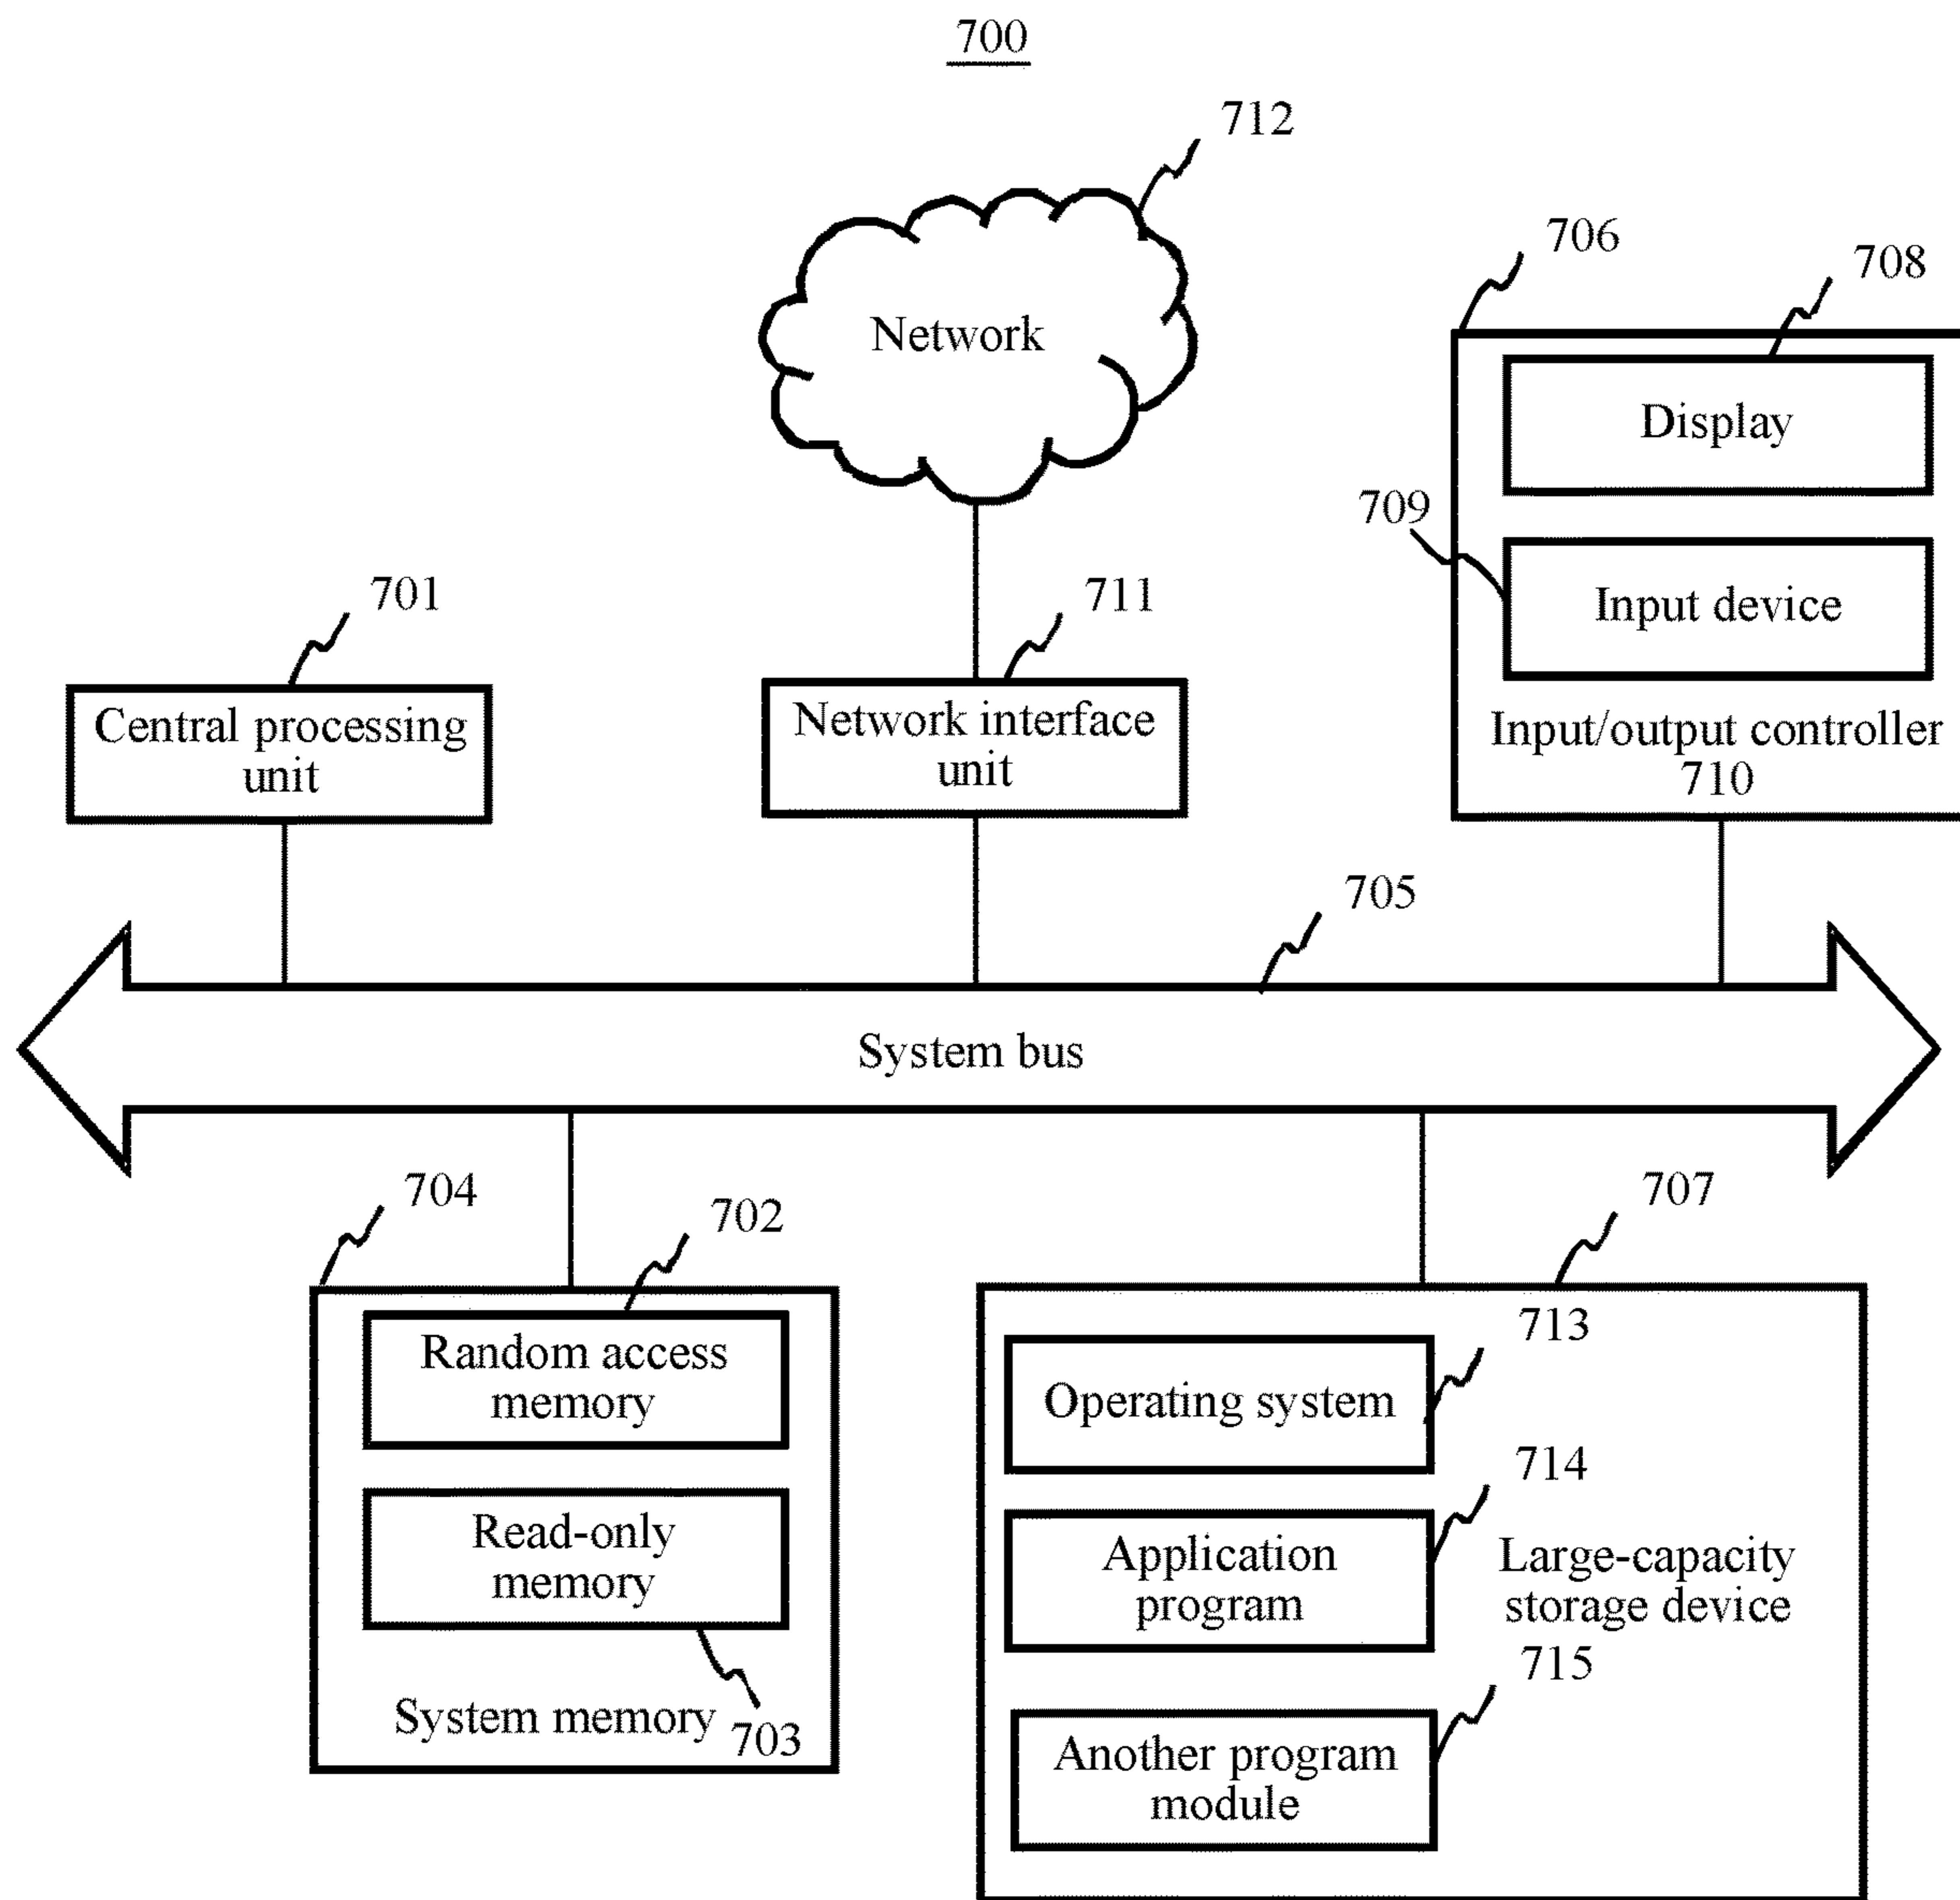 700
712
Network
706
708
Display
709
Input device
Input/output controller
710
701
Central processing
unit
711
Network interface
unit
705
System bus
704
702
Random access
memory
Read-only
memory
System memory
703
707
713
Operating system
714
Application
program
Large-capacity
storage device
715
Another program
module